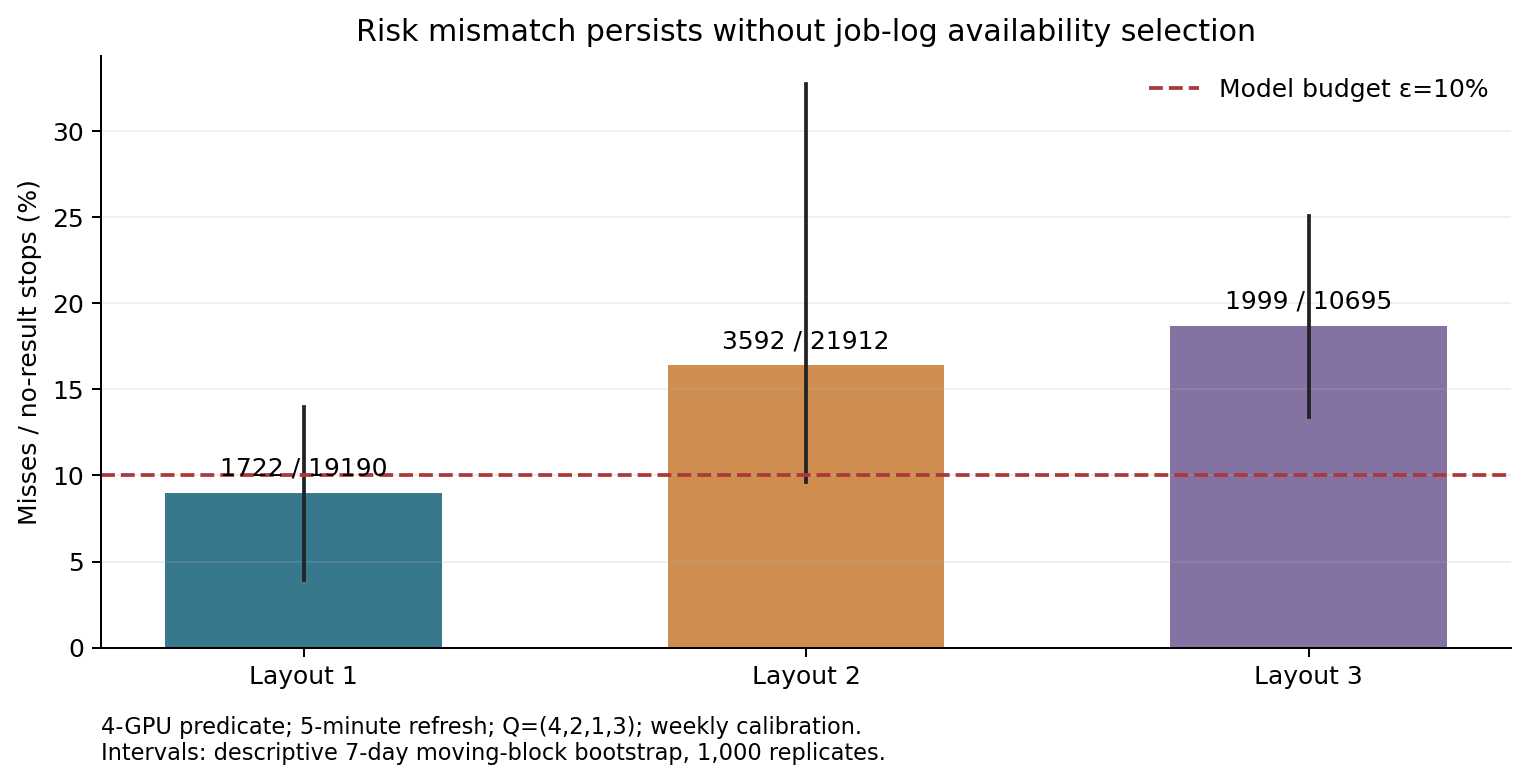 Risk mismatch persists without job-log availability selection
Model budget ε=10%
Misses / no-result stops (%)
30
25
20
15
10
5
0
1722 / 19190
3592 / 21912
1999 / 10695
Layout 1
Layout 2
Layout 3
4-GPU predicate; 5-minute refresh; Q=(4,2,1,3); weekly calibration.
Intervals: descriptive 7-day moving-block bootstrap, 1,000 replicates.